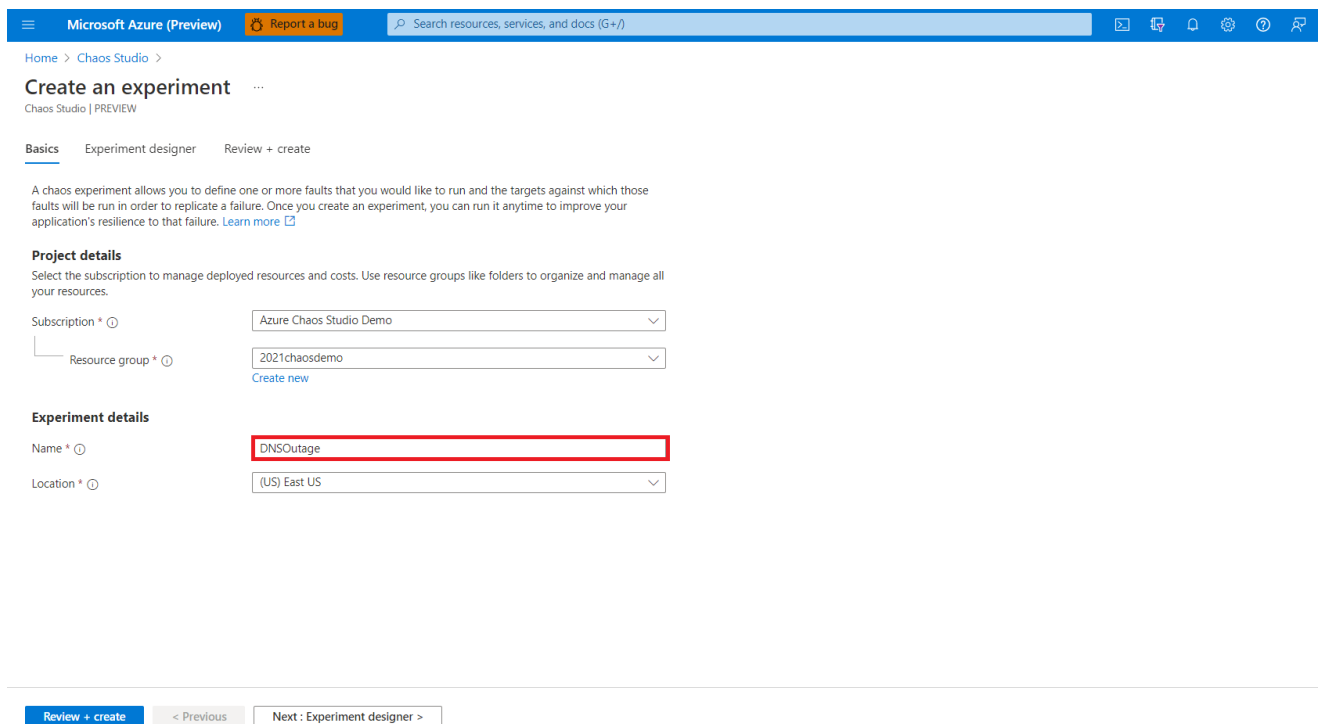 Microsoft Azure (Preview) Report a bug Search resources, services, and docs (G+/)
Home > Chaos Studio >
Create an experiment ...
Chaos Studio | PREVIEW
Basics Experiment designer Review + create
A chaos experiment allows you to define one or more faults that you would like to run and the targets against which those
faults will be run in order to replicate a failure. Once you create an experiment, you can run it anytime to improve your
application's resilience to that failure. Learn more
Project details
Select the subscription to manage deployed resources and costs. Use resource groups like folders to organize and manage all
your resources.
Subscription * Azure Chaos Studio Demo
Resource group * 2021chaosdemo
Create new
Experiment details
Name * DNSOutage
Location * (US) East US
Review + create < Previous Next : Experiment designer >